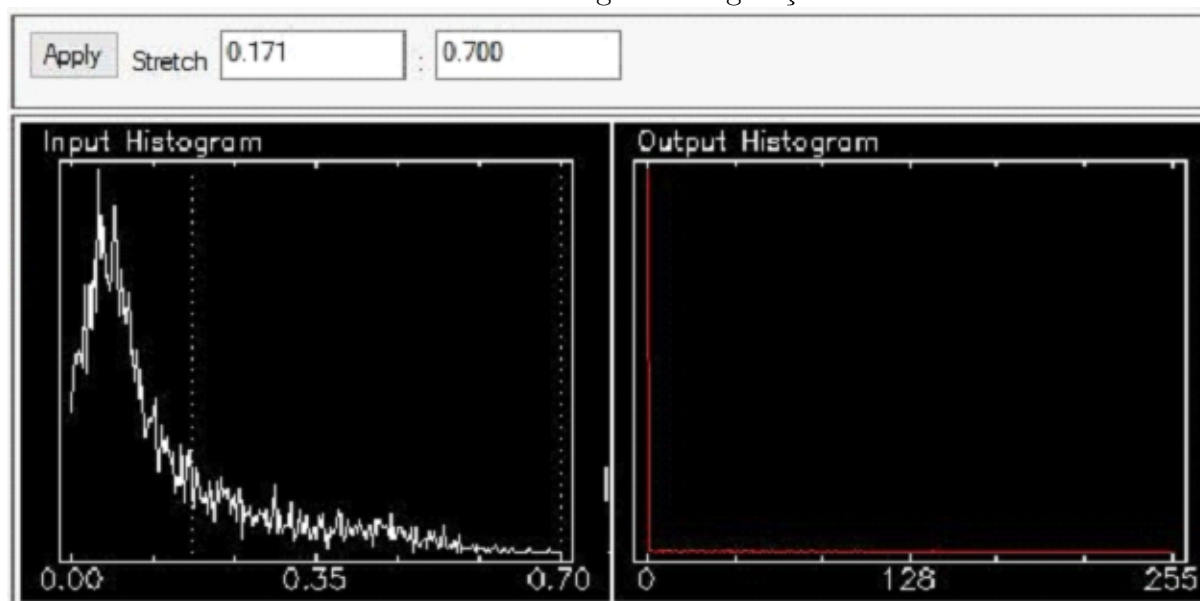 Apply Stretch 0.171 : 0.700
Input Histogram
0.00 0.35 0.70
Output Histogram
0 128 255